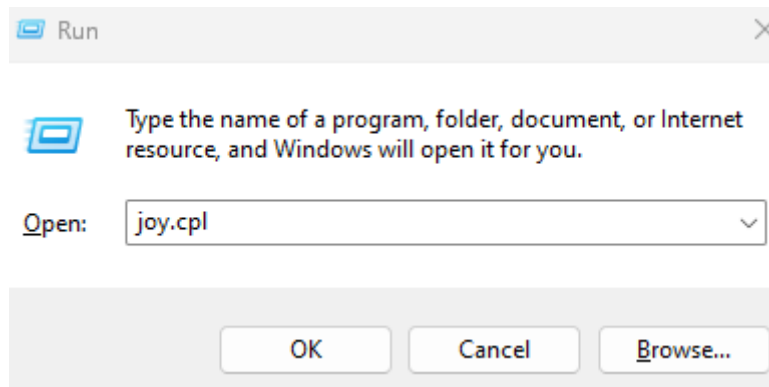 Run
Type the name of a program, folder, document, or Internet
resource, and Windows will open it for you.
Open: joy.cpl
OK Cancel Browse...